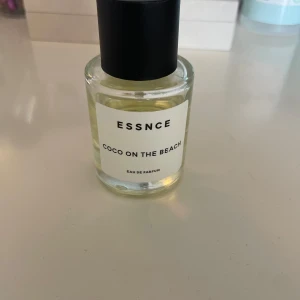 ESSNCE
COCO ON THE BEACH
EAU DE PARFUM